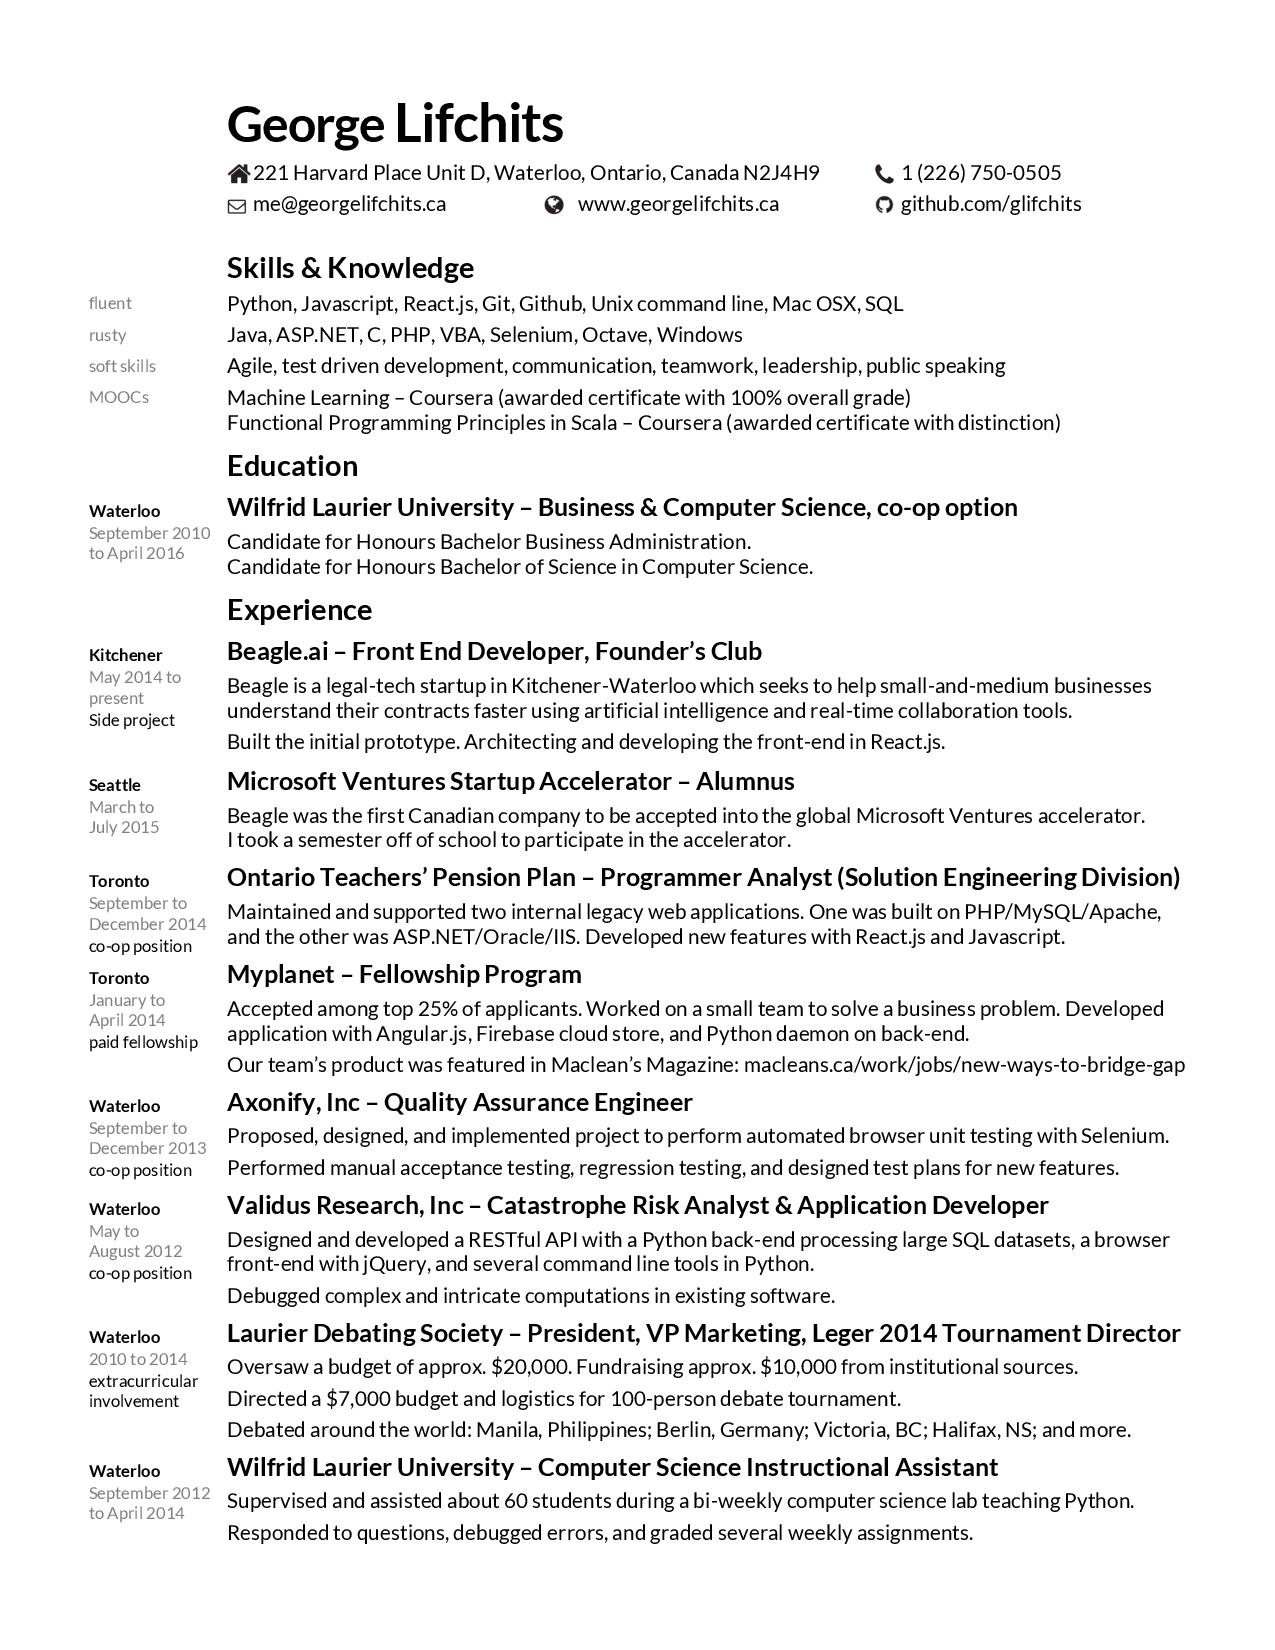 George Lifchits
221 Harvard Place Unit D, Waterloo, Ontario, Canada N2J4H9 1 (226) 750-0505
me@georgelifchits.ca www.georgelifchits.ca github.com/glifchits
Skills & Knowledge
fluent Python, Javascript, React.js, Git, Github, Unix command line, Mac OSX, SQL
rusty Java, ASP.NET, C, PHP, VBA, Selenium, Octave, Windows
soft skills Agile, test driven development, communication, teamwork, leadership, public speaking
MOOCs Machine Learning – Coursera (awarded certificate with 100% overall grade)
Functional Programming Principles in Scala – Coursera (awarded certificate with distinction)
Education
Waterloo
September 2010
to April 2016
Wilfrid Laurier University – Business & Computer Science, co-op option
Candidate for Honours Bachelor Business Administration.
Candidate for Honours Bachelor of Science in Computer Science.
Experience
Kitchener
May 2014 to
present
Side project
Beagle.ai – Front End Developer, Founder’s Club
Beagle is a legal-tech startup in Kitchener-Waterloo which seeks to help small-and-medium businesses
understand their contracts faster using artificial intelligence and real-time collaboration tools.
Built the initial prototype. Architecting and developing the front-end in React.js.
Seattle
March to
July 2015
Microsoft Ventures Startup Accelerator – Alumnus
Beagle was the first Canadian company to be accepted into the global Microsoft Ventures accelerator.
I took a semester off of school to participate in the accelerator.
Toronto
September to
December 2014
co-op position
Ontario Teachers’ Pension Plan – Programmer Analyst (Solution Engineering Division)
Maintained and supported two internal legacy web applications. One was built on PHP/MySQL/Apache,
and the other was ASP.NET/Oracle/IIS. Developed new features with React.js and Javascript.
Toronto
January to
April 2014
paid fellowship
Myplanet – Fellowship Program
Accepted among top 25% of applicants. Worked on a small team to solve a business problem. Developed
application with Angular.js, Firebase cloud store, and Python daemon on back-end.
Our team’s product was featured in Maclean’s Magazine: macleans.ca/work/jobs/new-ways-to-bridge-gap
Waterloo
September to
December 2013
co-op position
Axonify, Inc – Quality Assurance Engineer
Proposed, designed, and implemented project to perform automated browser unit testing with Selenium.
Performed manual acceptance testing, regression testing, and designed test plans for new features.
Waterloo
May to
August 2012
co-op position
Validus Research, Inc – Catastrophe Risk Analyst & Application Developer
Designed and developed a RESTful API with a Python back-end processing large SQL datasets, a browser
front-end with jQuery, and several command line tools in Python.
Debugged complex and intricate computations in existing software.
Waterloo
2010 to 2014
extracurricular
involvement
Laurier Debating Society – President, VP Marketing, Leger 2014 Tournament Director
Oversaw a budget of approx. $20,000. Fundraising approx. $10,000 from institutional sources.
Directed a $7,000 budget and logistics for 100-person debate tournament.
Debated around the world: Manila, Philippines; Berlin, Germany; Victoria, BC; Halifax, NS; and more.
Waterloo
September 2012
to April 2014
Wilfrid Laurier University – Computer Science Instructional Assistant
Supervised and assisted about 60 students during a bi-weekly computer science lab teaching Python.
Responded to questions, debugged errors, and graded several weekly assignments.